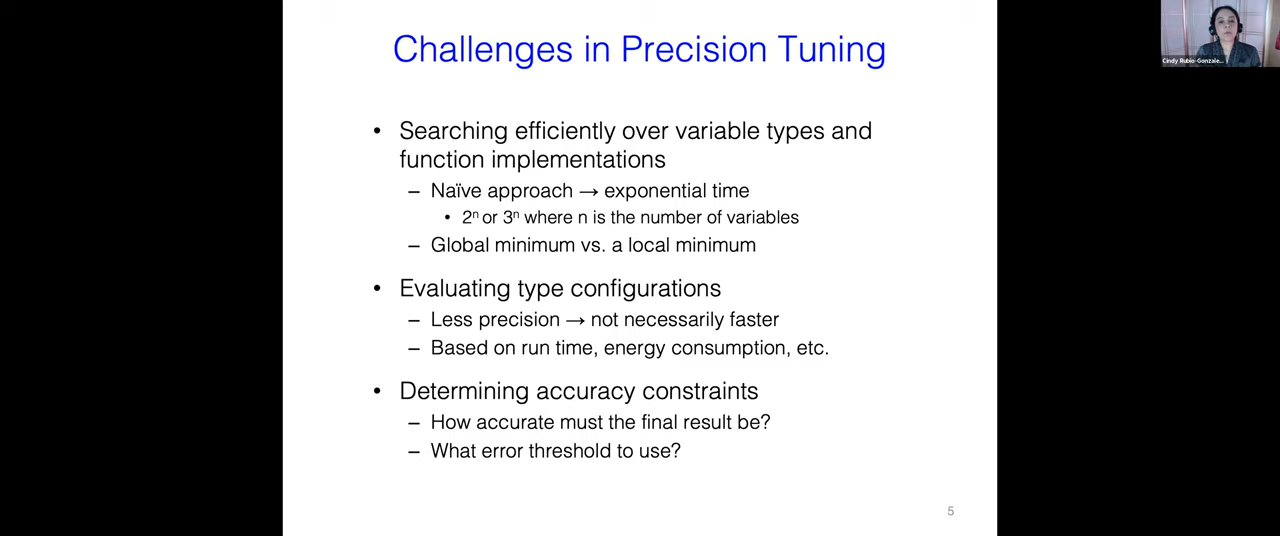 Challenges in Precision Tuning
Cindy Rubio-Gonzale...
• Searching efficiently over variable types and
function implementations
– Naïve approach → exponential time
• 2ⁿ or 3ⁿ where n is the number of variables
– Global minimum vs. a local minimum
• Evaluating type configurations
– Less precision → not necessarily faster
– Based on run time, energy consumption, etc.
• Determining accuracy constraints
– How accurate must the final result be?
– What error threshold to use?
5